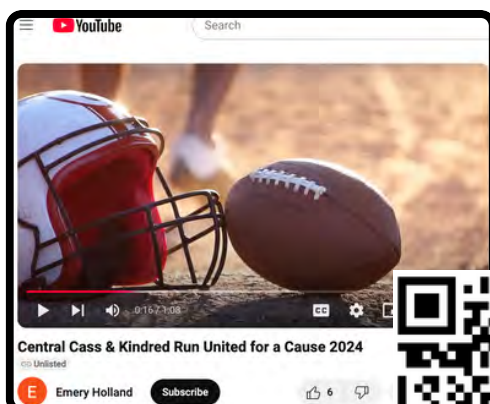 YouTube
Search
0:16 / 1:08
CC
Central Cass & Kindred Run United for a Cause 2024
Unlisted
E Emery Holland Subscribe 6